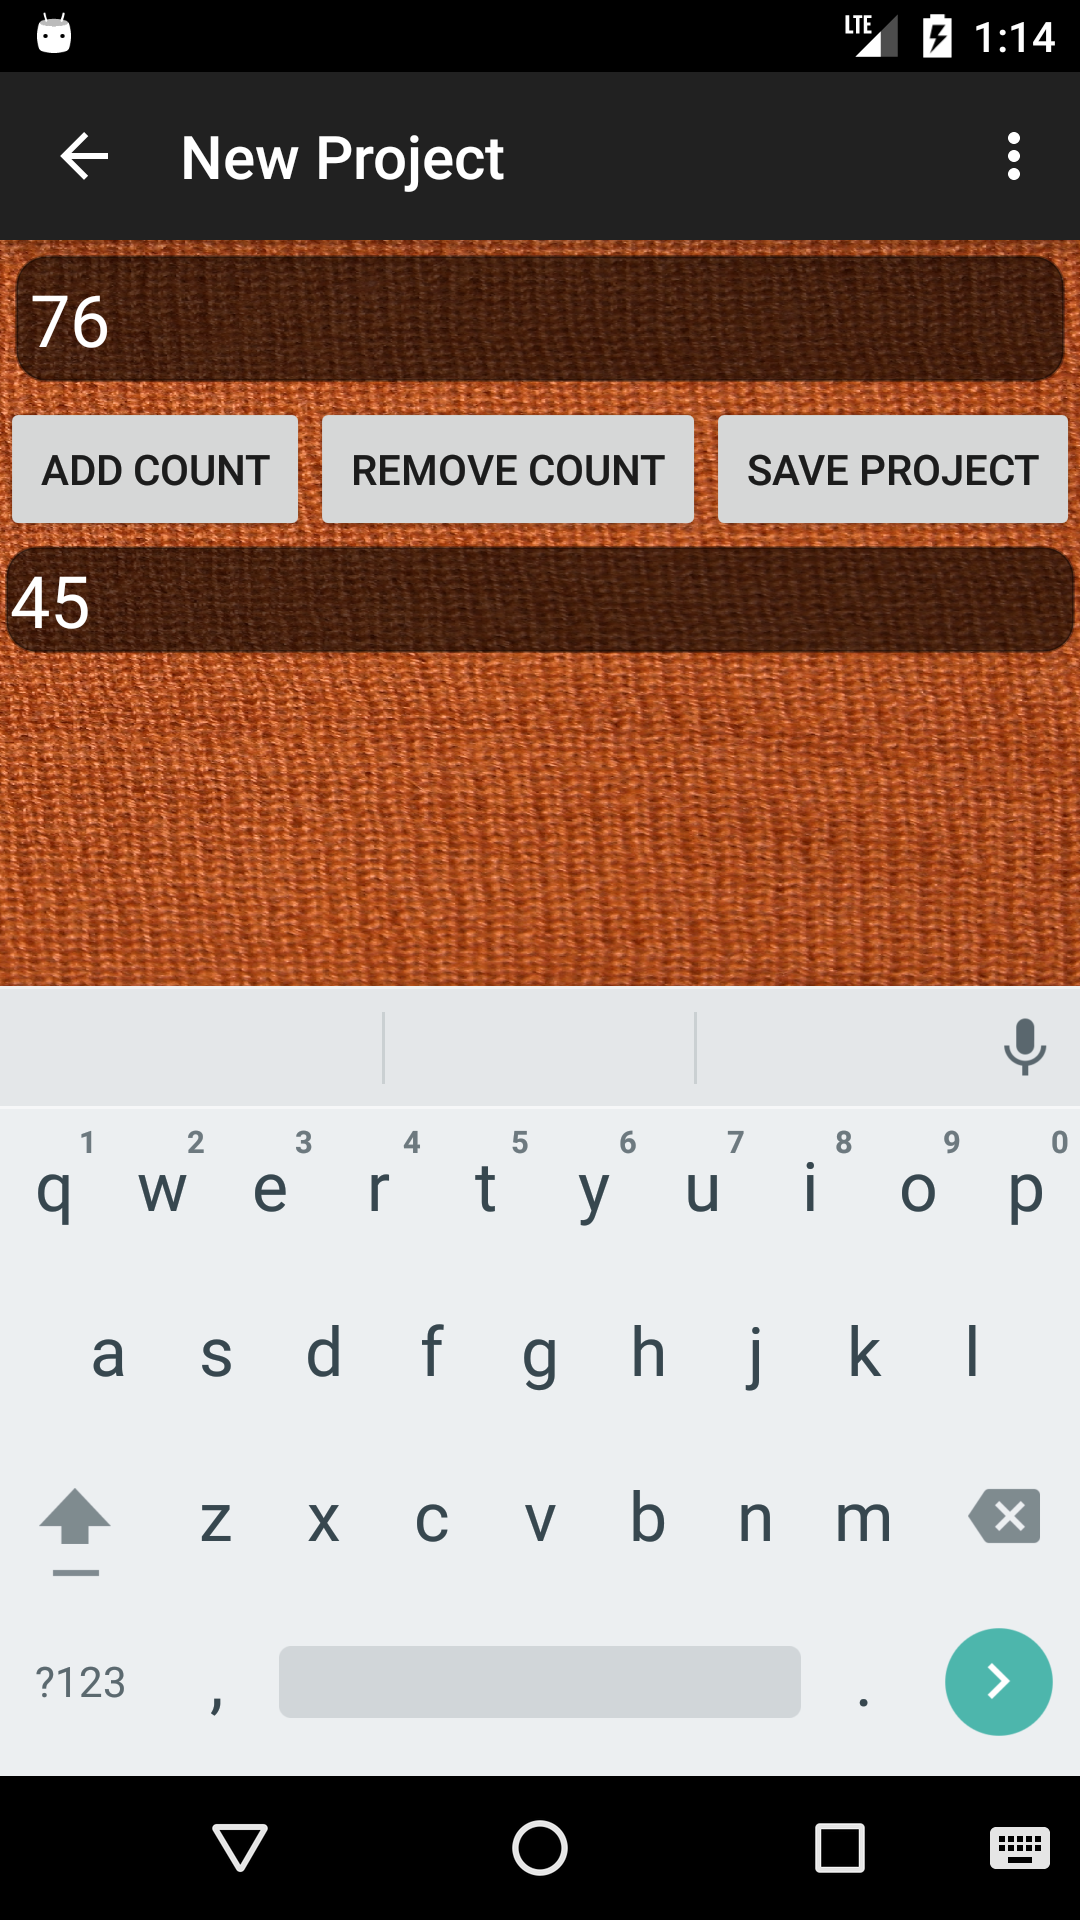 LTE 1:14
New Project
76
ADD COUNT REMOVE COUNT SAVE PROJECT
45
1 2 3 4 5 6 7 8 9 0
q w e r t y u i o p
a s d f g h j k l
z x c v b n m
?123 , .